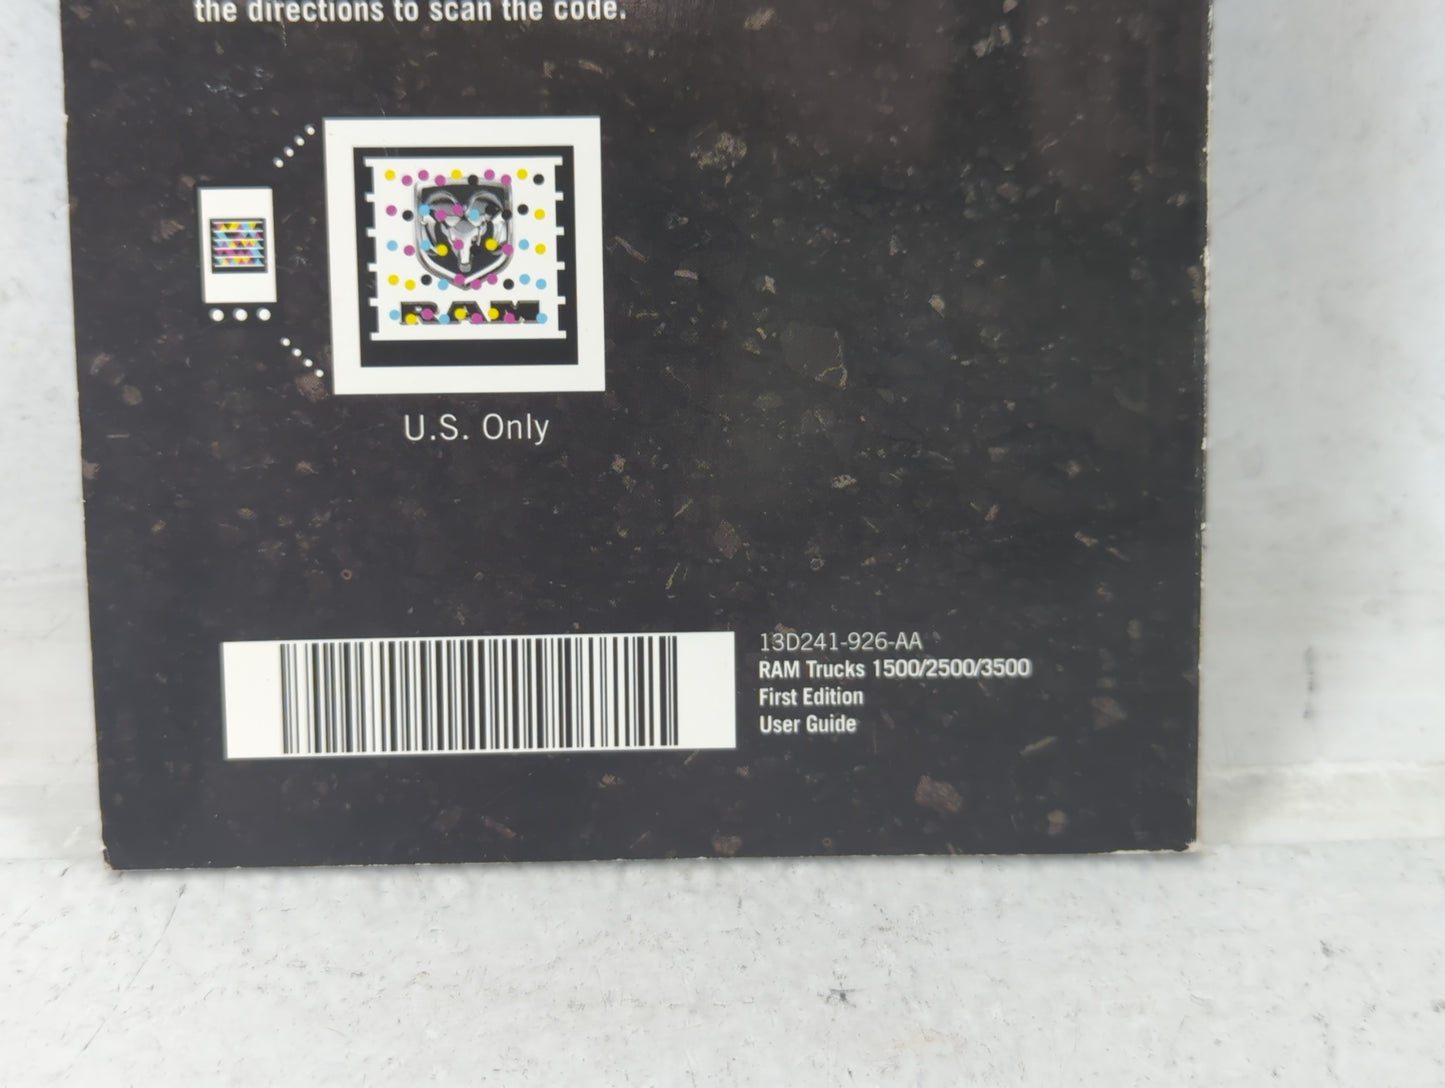 the directions to scan the code.
RAM
U.S. Only
13D241-926-AA
RAM Trucks 1500/2500/3500
First Edition
User Guide